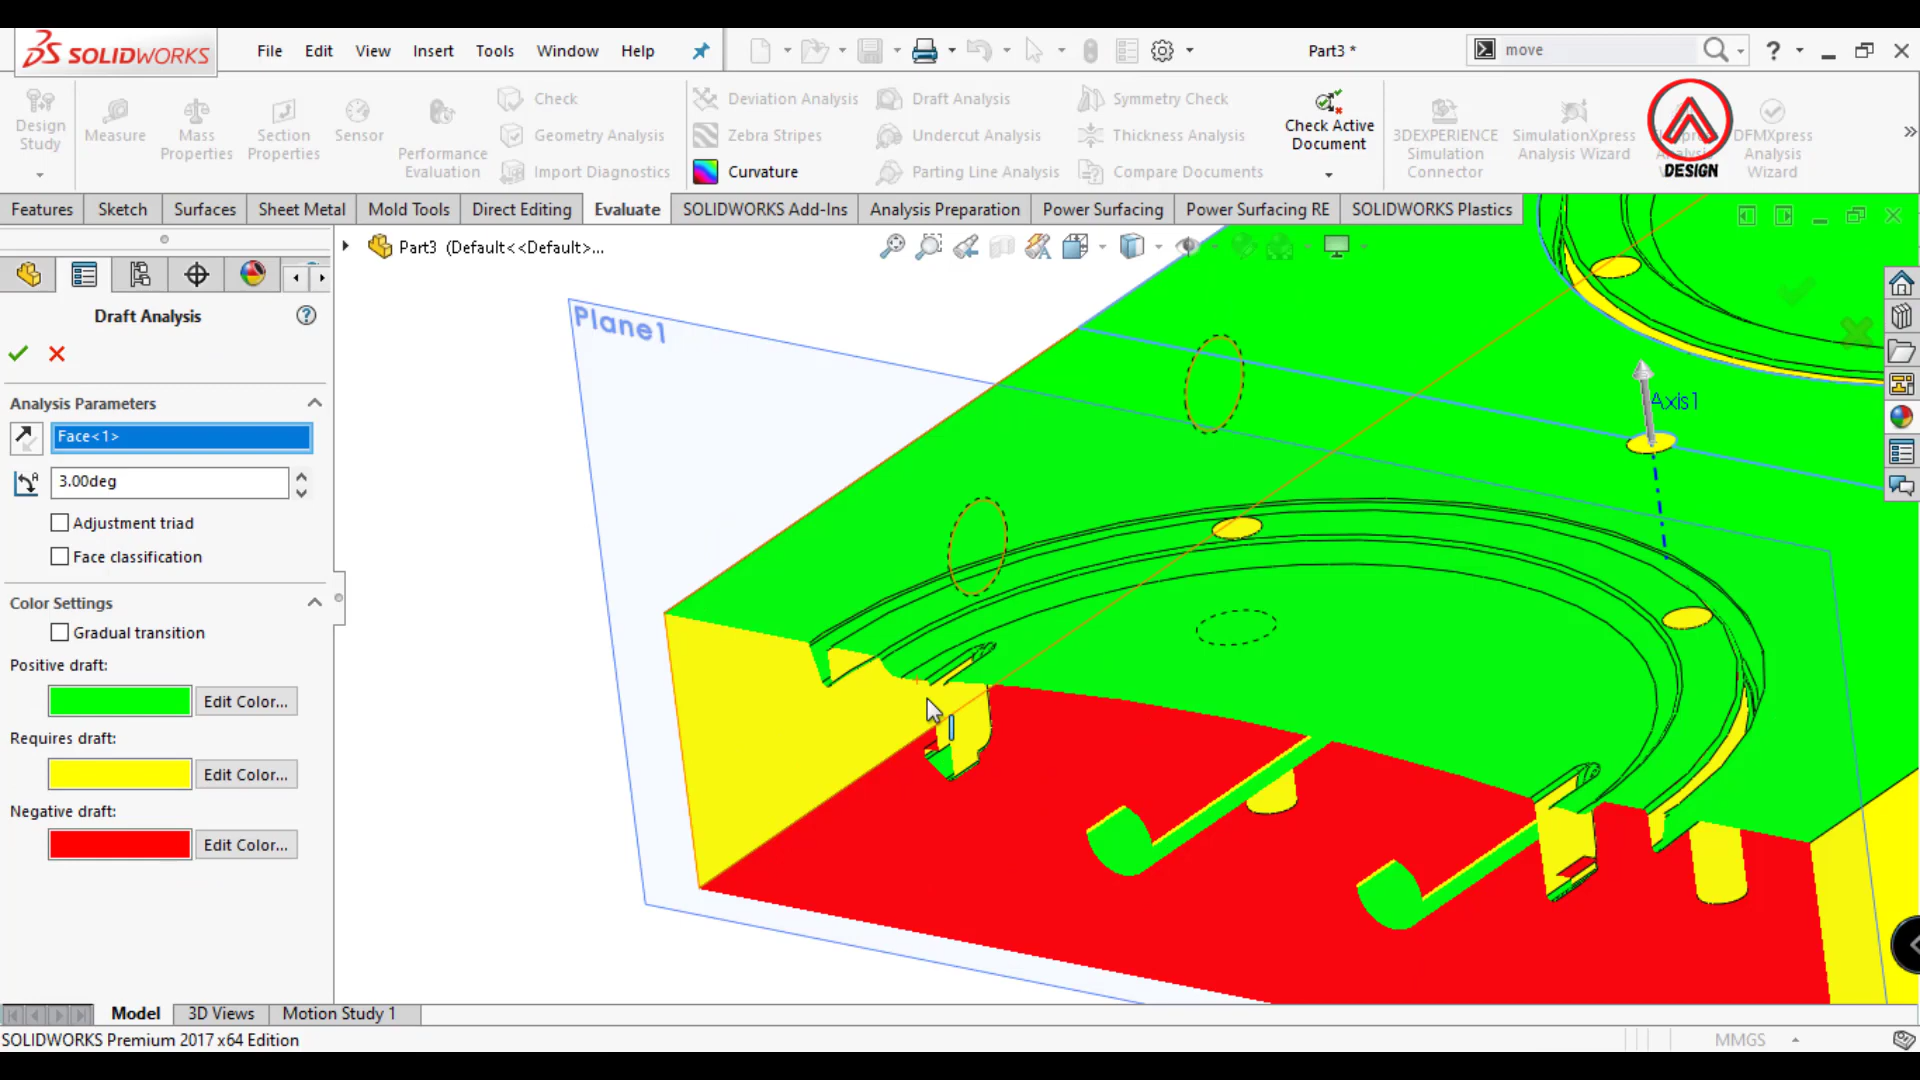 SOLIDWORKS File Edit View Insert Tools Window Help Part3 * move ?
Design Study
Measure
Mass Properties
Section Properties
Sensor
Performance Evaluation
Check
Geometry Analysis
Import Diagnostics
Deviation Analysis
Zebra Stripes
Curvature
Draft Analysis
Undercut Analysis
Parting Line Analysis
Symmetry Check
Thickness Analysis
Compare Documents
Check Active Document
3DEXPERIENCE Simulation Connector
SimulationXpress Analysis Wizard
DESIGN
DFMXpress Analysis Wizard
Features Sketch Surfaces Sheet Metal Mold Tools Direct Editing Evaluate SOLIDWORKS Add-Ins Analysis Preparation Power Surfacing Power Surfacing RE SOLIDWORKS Plastics
Part3 (Default<<Default>...
Draft Analysis
Analysis Parameters
Face<1>
3.00deg
Adjustment triad
Face classification
Color Settings
Gradual transition
Positive draft:
Edit Color...
Requires draft:
Edit Color...
Negative draft:
Edit Color...
Plane1
Axis1
Model 3D Views Motion Study 1
SOLIDWORKS Premium 2017 x64 Edition MMGS